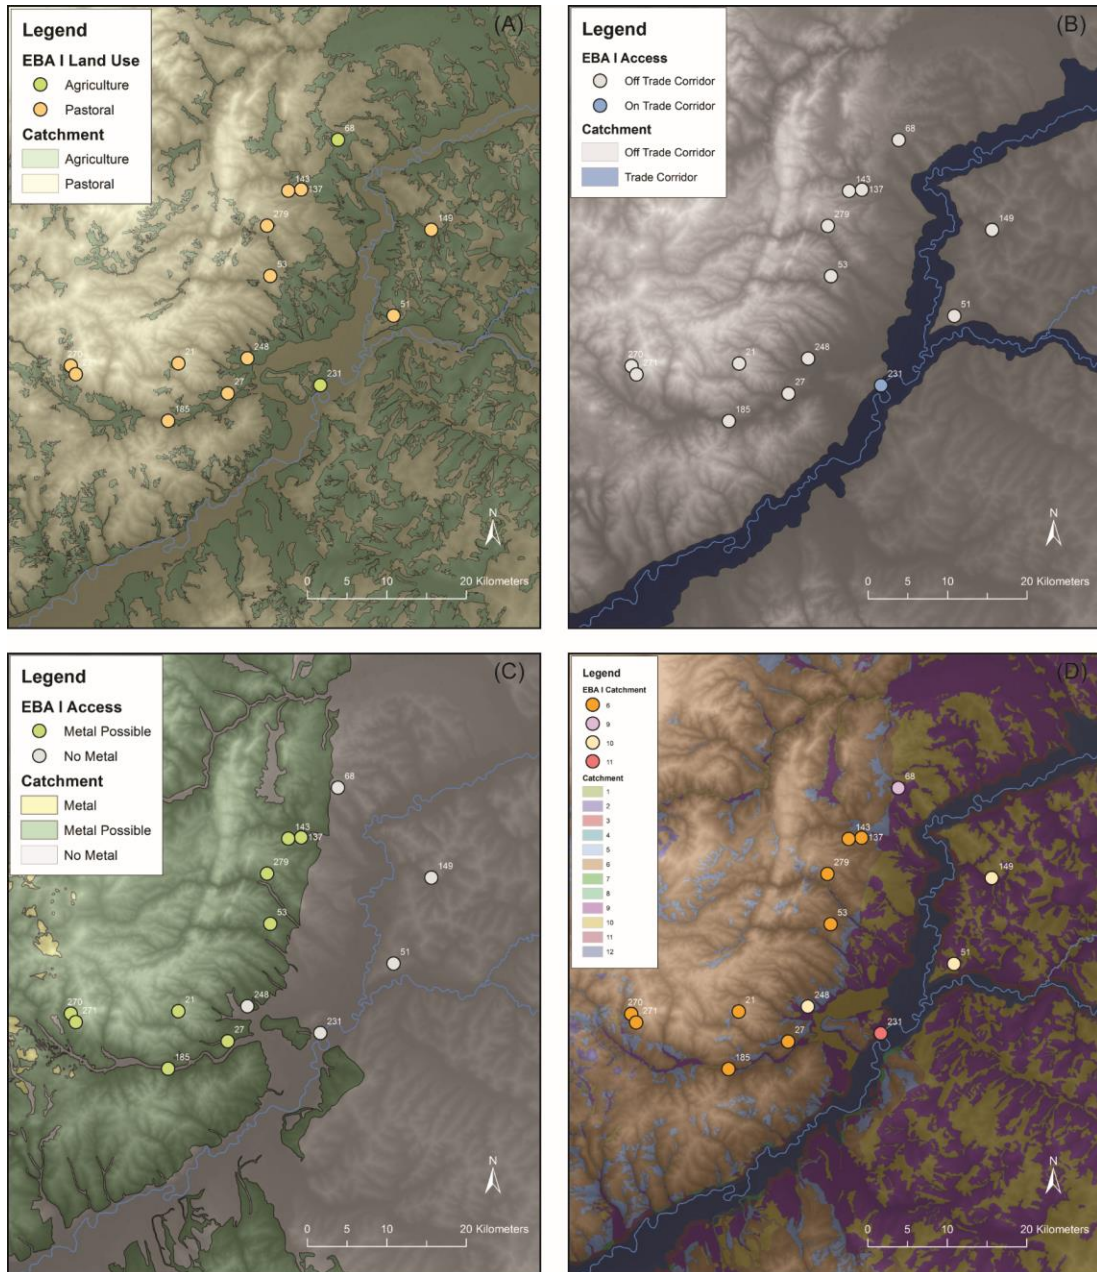 (A)
Legend
EBA I Land Use
Agriculture
Pastoral
Catchment
Agriculture
Pastoral
68
143
137
279
149
53
51
270
271
21
248
231
27
185
N
0 5 10 20 Kilometers
(B)
Legend
EBA I Access
Off Trade Corridor
On Trade Corridor
Catchment
Off Trade Corridor
Trade Corridor
68
143
137
279
149
53
51
270
271
21
248
231
27
185
N
0 5 10 20 Kilometers
(C)
Legend
EBA I Access
Metal Possible
No Metal
Catchment
Metal
Metal Possible
No Metal
68
143
137
279
149
53
51
270
271
21
248
231
27
185
N
0 5 10 20 Kilometers
(D)
Legend
EBA I Catchment
6
9
10
11
Catchment
1
2
3
4
5
6
7
8
9
10
11
12
68
143
137
279
149
53
51
270
271
21
248
231
27
185
N
0 5 10 20 Kilometers